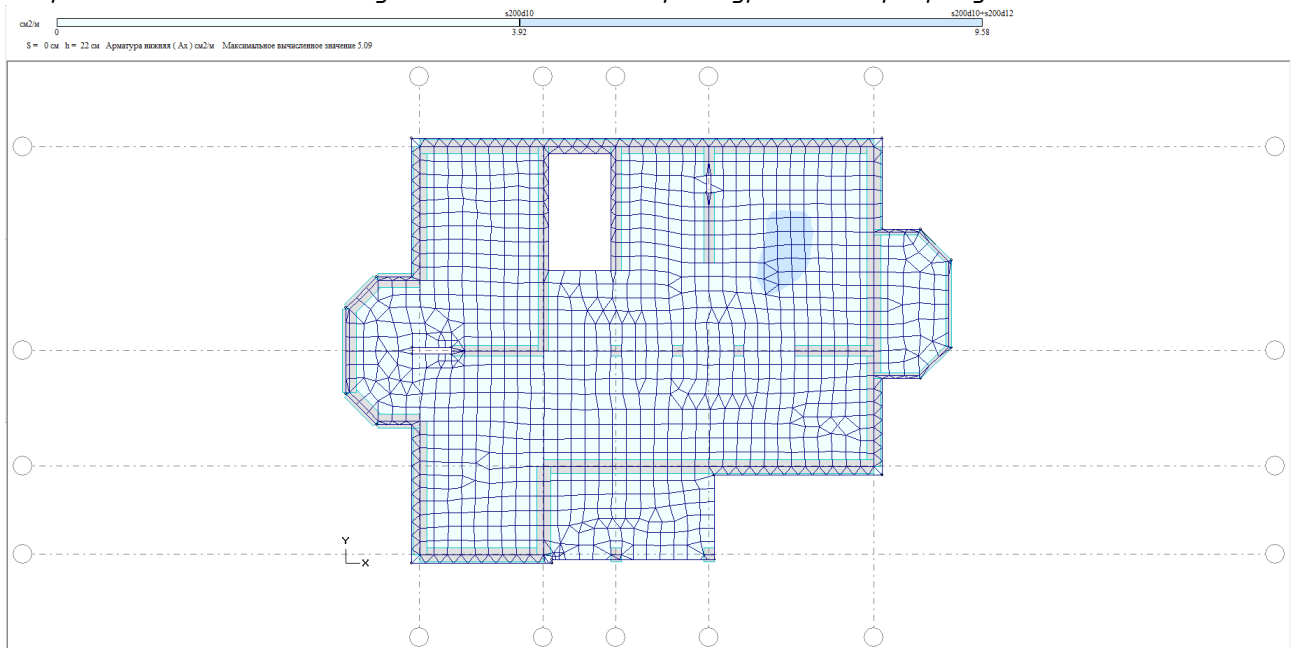 s200d10 s200d10+s200d12
см2/м
0 3.92 9.58
S = 0 см h = 22 см Арматура нижняя ( Ax ) см2/м Максимальное вычисленное значение 5.09
Y
X